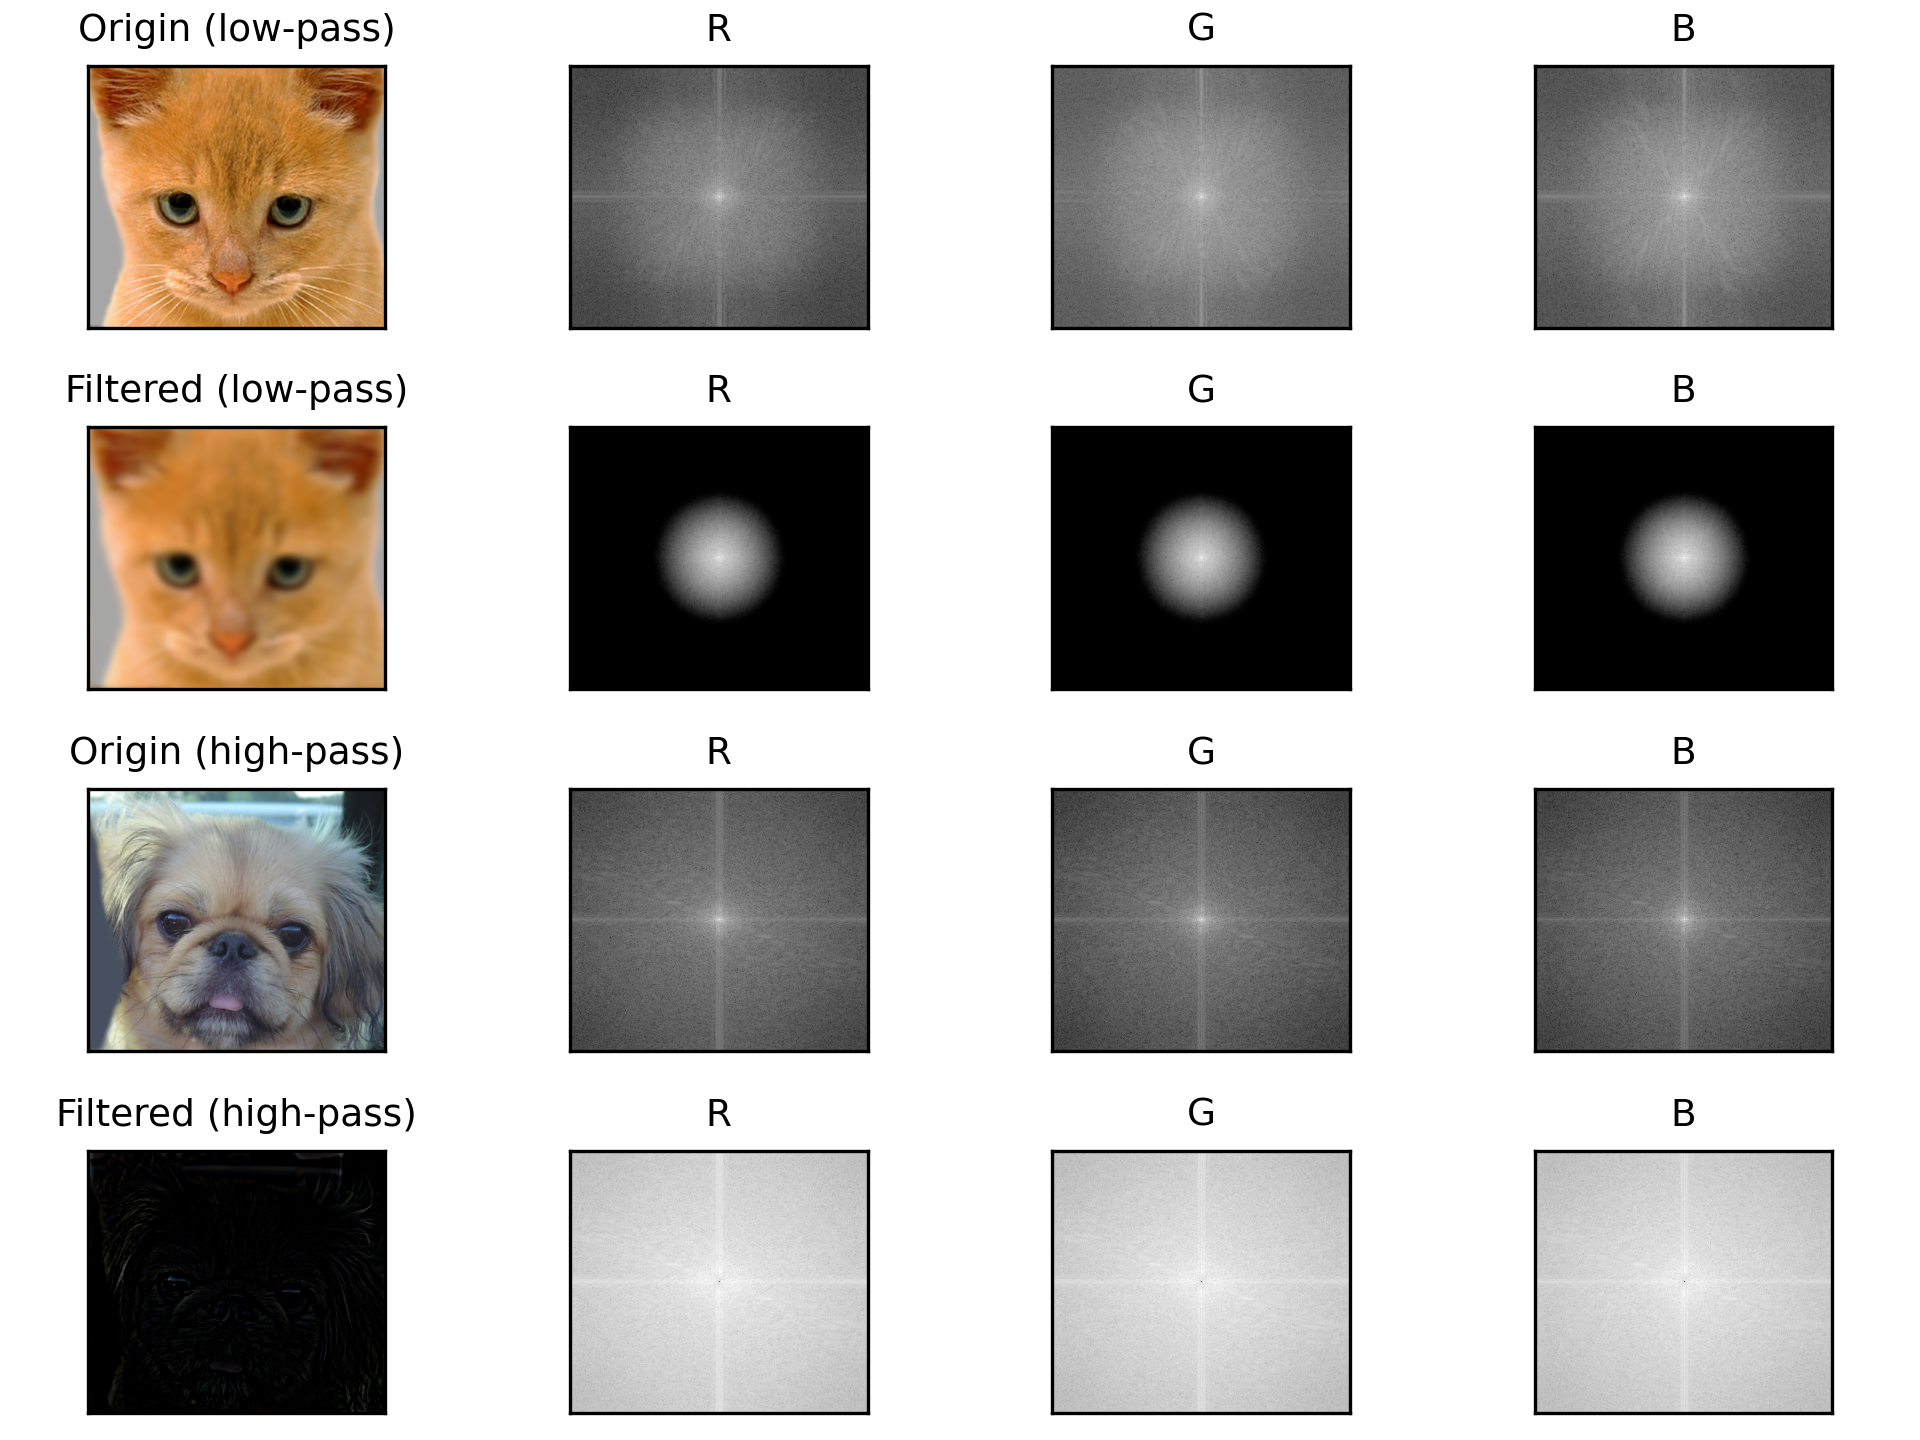 Origin (low-pass) R G B
Filtered (low-pass) R G B
Origin (high-pass) R G B
Filtered (high-pass) R G B